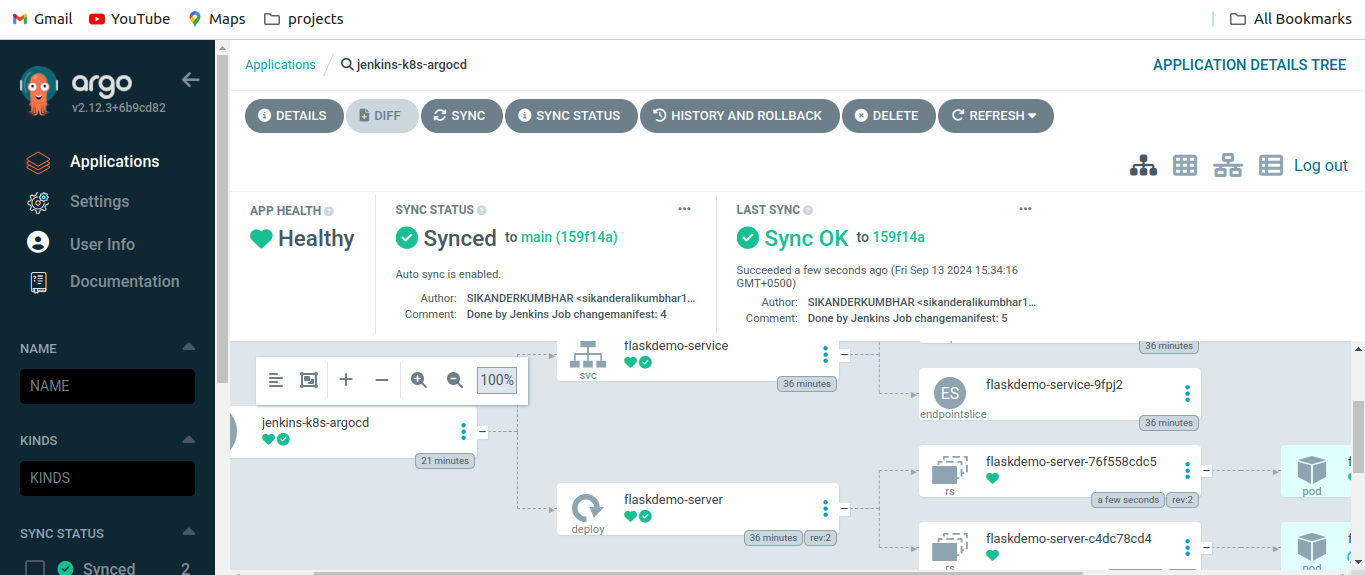 Gmail YouTube Maps projects All Bookmarks
argo
v2.12.3+6b9cd82
Applications
Settings
User Info
Documentation
NAME
NAME
KINDS
KINDS
SYNC STATUS
Synced 2
Applications / jenkins-k8s-argocd APPLICATION DETAILS TREE
DETAILS DIFF SYNC SYNC STATUS HISTORY AND ROLLBACK DELETE REFRESH
Log out
APP HEALTH
Healthy
SYNC STATUS
Synced to main (159f14a)
Auto sync is enabled.
Author: SIKANDERKUMBHAR <sikanderalikumbhar1...
Comment: Done by Jenkins Job changemanifest: 4
LAST SYNC
Sync OK to 159f14a
Succeeded a few seconds ago (Fri Sep 13 2024 15:34:16
GMT+0500)
Author: SIKANDERKUMBHAR <sikanderalikumbhar1...
Comment: Done by Jenkins Job changemanifest: 5
100%
jenkins-k8s-argocd
21 minutes
flaskdemo-service
svc
36 minutes
flaskdemo-server
deploy
36 minutes rev:2
36 minutes
ES
flaskdemo-service-9fpj2
endpointslice
36 minutes
flaskdemo-server-76f558cdc5
rs
a few seconds rev:2
flaskdemo-server-c4dc78cd4
rs
pod
pod